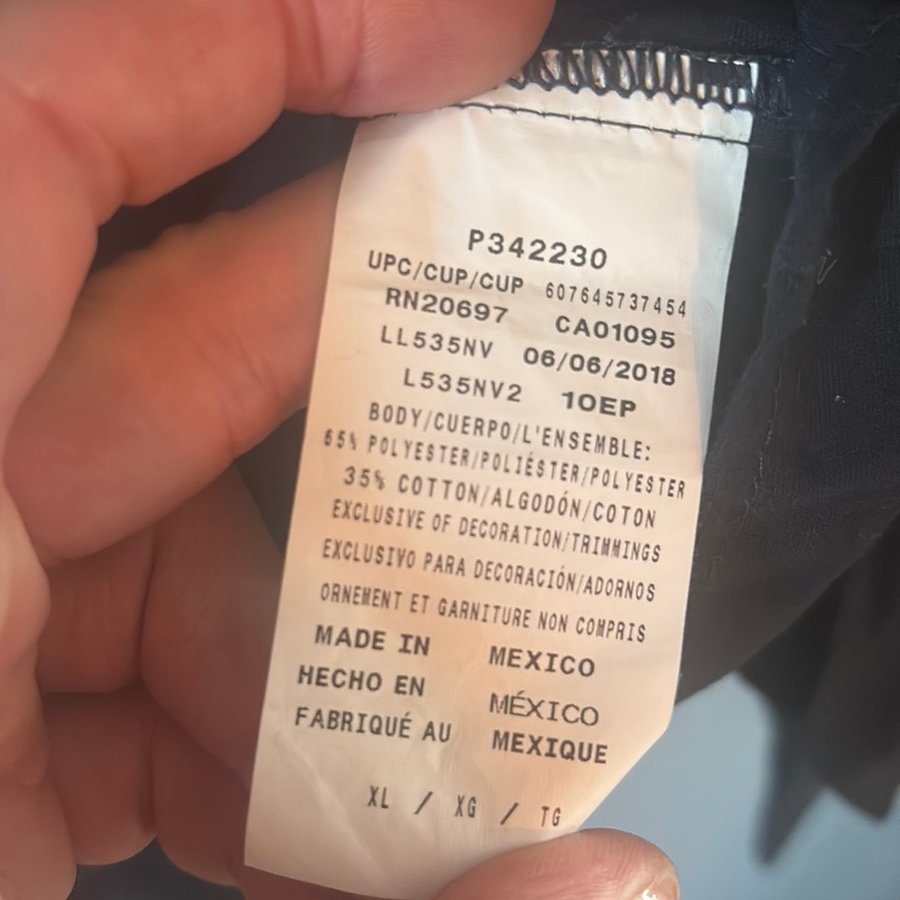 P342230
UPC/CUP/CUP 607645737454
RN20697 CA01095
LL535NV 06/06/2018
L535NV2 10EP
BODY/CUERPO/L'ENSEMBLE:
65% POLYESTER/POLIÉSTER/POLYESTER
35% COTTON/ALGODÓN/COTON
EXCLUSIVE OF DECORATION/TRIMMINGS
EXCLUSIVO PARA DECORACIÓN/ADORNOS
ORNEMENT ET GARNITURE NON COMPRIS
MADE IN MEXICO
HECHO EN MÉXICO
FABRIQUÉ AU MEXIQUE
XL / XG / TG